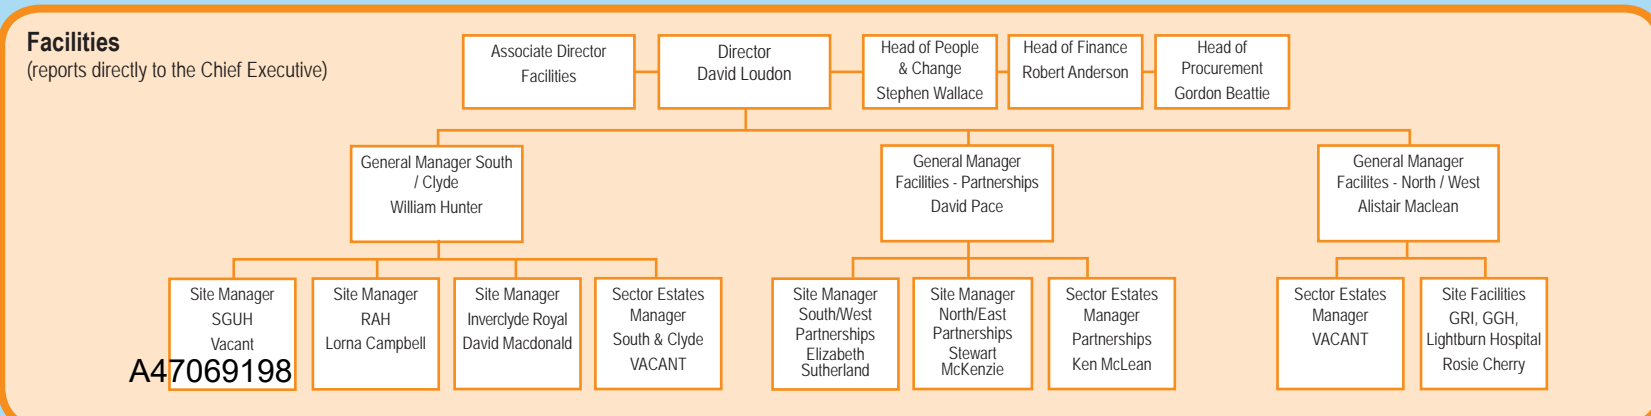 Facilities
(reports directly to the Chief Executive)
Associate Director
Facilities
Director
David Loudon
Head of People
& Change
Stephen Wallace
Head of Finance
Robert Anderson
Head of
Procurement
Gordon Beattie
General Manager South
/ Clyde
William Hunter
General Manager
Facilities - Partnerships
David Pace
General Manager
Facilites - North / West
Alistair Maclean
Site Manager
SGUH
Vacant
Site Manager
RAH
Lorna Campbell
Site Manager
Inverclyde Royal
David Macdonald
Sector Estates
Manager
South & Clyde
VACANT
Site Manager
South/West
Partnerships
Elizabeth
Sutherland
Site Manager
North/East
Partnerships
Stewart
McKenzie
Sector Estates
Manager
Partnerships
Ken McLean
Sector Estates
Manager
VACANT
Site Facilities
GRI, GGH,
Lightburn Hospital
Rosie Cherry
A47069198